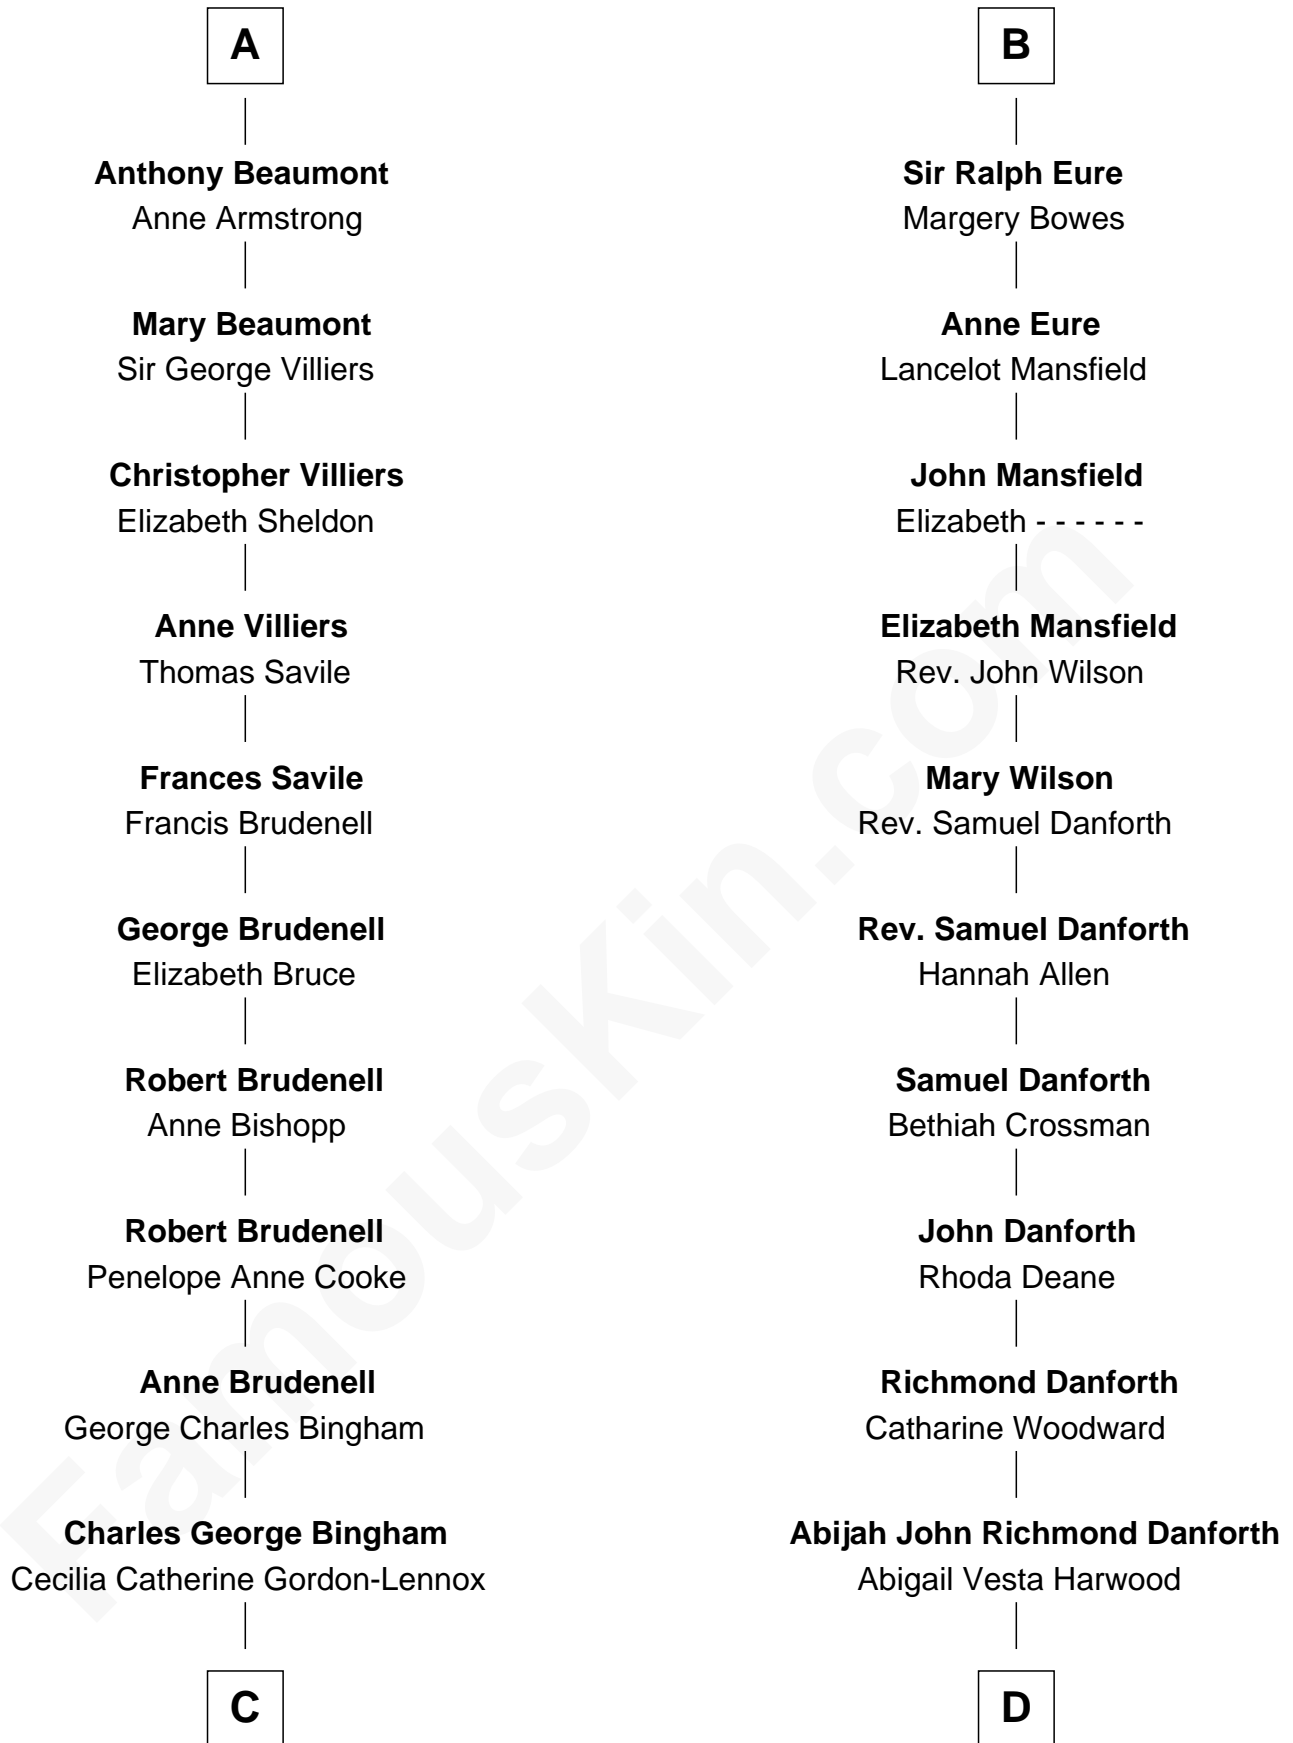 A
Anthony Beaumont
Anne Armstrong
Mary Beaumont
Sir George Villiers
Christopher Villiers
Elizabeth Sheldon
Anne Villiers
Thomas Savile
Frances Savile
Francis Brudenell
George Brudenell
Elizabeth Bruce
Robert Brudenell
Anne Bishopp
Robert Brudenell
Penelope Anne Cooke
Anne Brudenell
George Charles Bingham
Charles George Bingham
Cecilia Catherine Gordon-Lennox
C
B
Sir Ralph Eure
Margery Bowes
Anne Eure
Lancelot Mansfield
John Mansfield
Elizabeth - - - - - -
Elizabeth Mansfield
Rev. John Wilson
Mary Wilson
Rev. Samuel Danforth
Rev. Samuel Danforth
Hannah Allen
Samuel Danforth
Bethiah Crossman
John Danforth
Rhoda Deane
Richmond Danforth
Catharine Woodward
Abijah John Richmond Danforth
Abigail Vesta Harwood
D
FamousKin.com